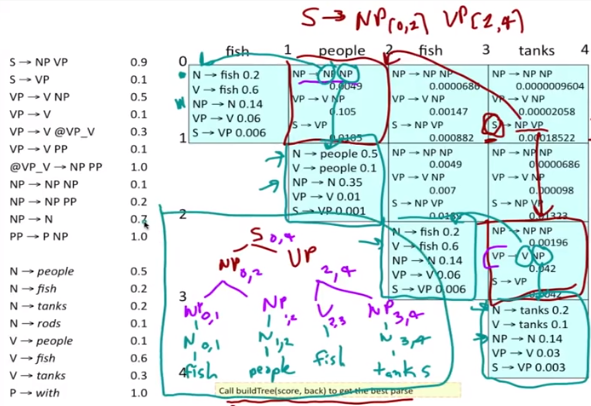 S → NP[0,2] VP[2,4]
0 fish 1 people 2 fish 3 tanks 4
S → NP VP 0.9
S → VP 0.1
VP → V NP 0.5
VP → V 0.1
VP → V @VP_V 0.3
VP → V PP 0.1
@VP_V → NP PP 1.0
NP → NP NP 0.1
NP → NP PP 0.2
NP → N 0.7
PP → P NP 1.0
N → people 0.5
N → fish 0.2
N → tanks 0.2
N → rods 0.1
V → people 0.1
V → fish 0.6
V → tanks 0.3
P → with 1.0
N → fish 0.2
V → fish 0.6
NP → N 0.14
VP → V 0.06
S → VP 0.006
NP → NP NP
0.0049
VP → V NP
0.105
S → VP
0.0105
NP → NP NP
0.0000686
VP → V NP
0.00147
S → NP VP
0.000882
NP → NP NP
0.0000009604
VP → V NP
0.00002058
S → NP VP
0.00018522
1
N → people 0.5
V → people 0.1
NP → N 0.35
VP → V 0.01
S → VP 0.001
NP → NP NP
0.0049
VP → V NP
0.007
S → NP VP
NP → NP NP
0.0000686
VP → V NP
0.000098
S → NP VP
2
N → fish 0.2
V → fish 0.6
NP → N 0.14
VP → V 0.06
S → VP 0.006
NP → NP NP
0.00196
VP → V NP
0.042
S → VP
3
N → tanks 0.2
V → tanks 0.1
NP → N 0.14
VP → V 0.03
S → VP 0.003
4
S 0,4
NP 0,2 VP 2,4
NP 0,1 NP 1,2 V 2,3 NP 3,4
N 0,1 N 1,2 fish N 3,4
fish people tanks
Call buildTree(score, back) to get the best parse